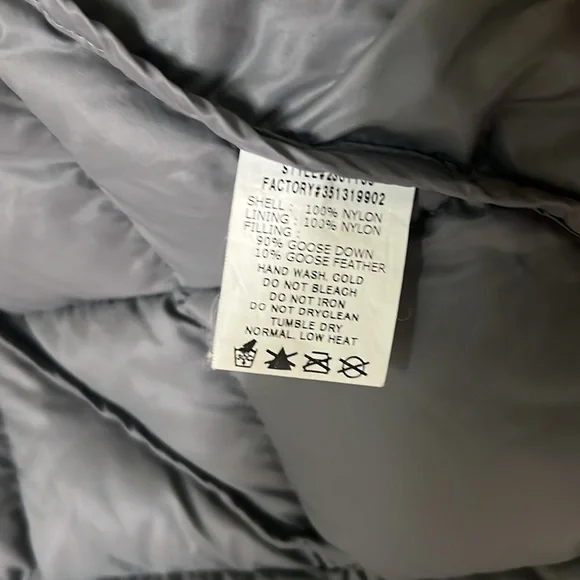 FACTORY#351319902
SHELL : 100% NYLON
LINING : 100% NYLON
FILLING :
90% GOOSE DOWN
10% GOOSE FEATHER
HAND WASH, COLD
DO NOT BLEACH
DO NOT IRON
DO NOT DRYCLEAN
TUMBLE DRY
NORMAL, LOW HEAT